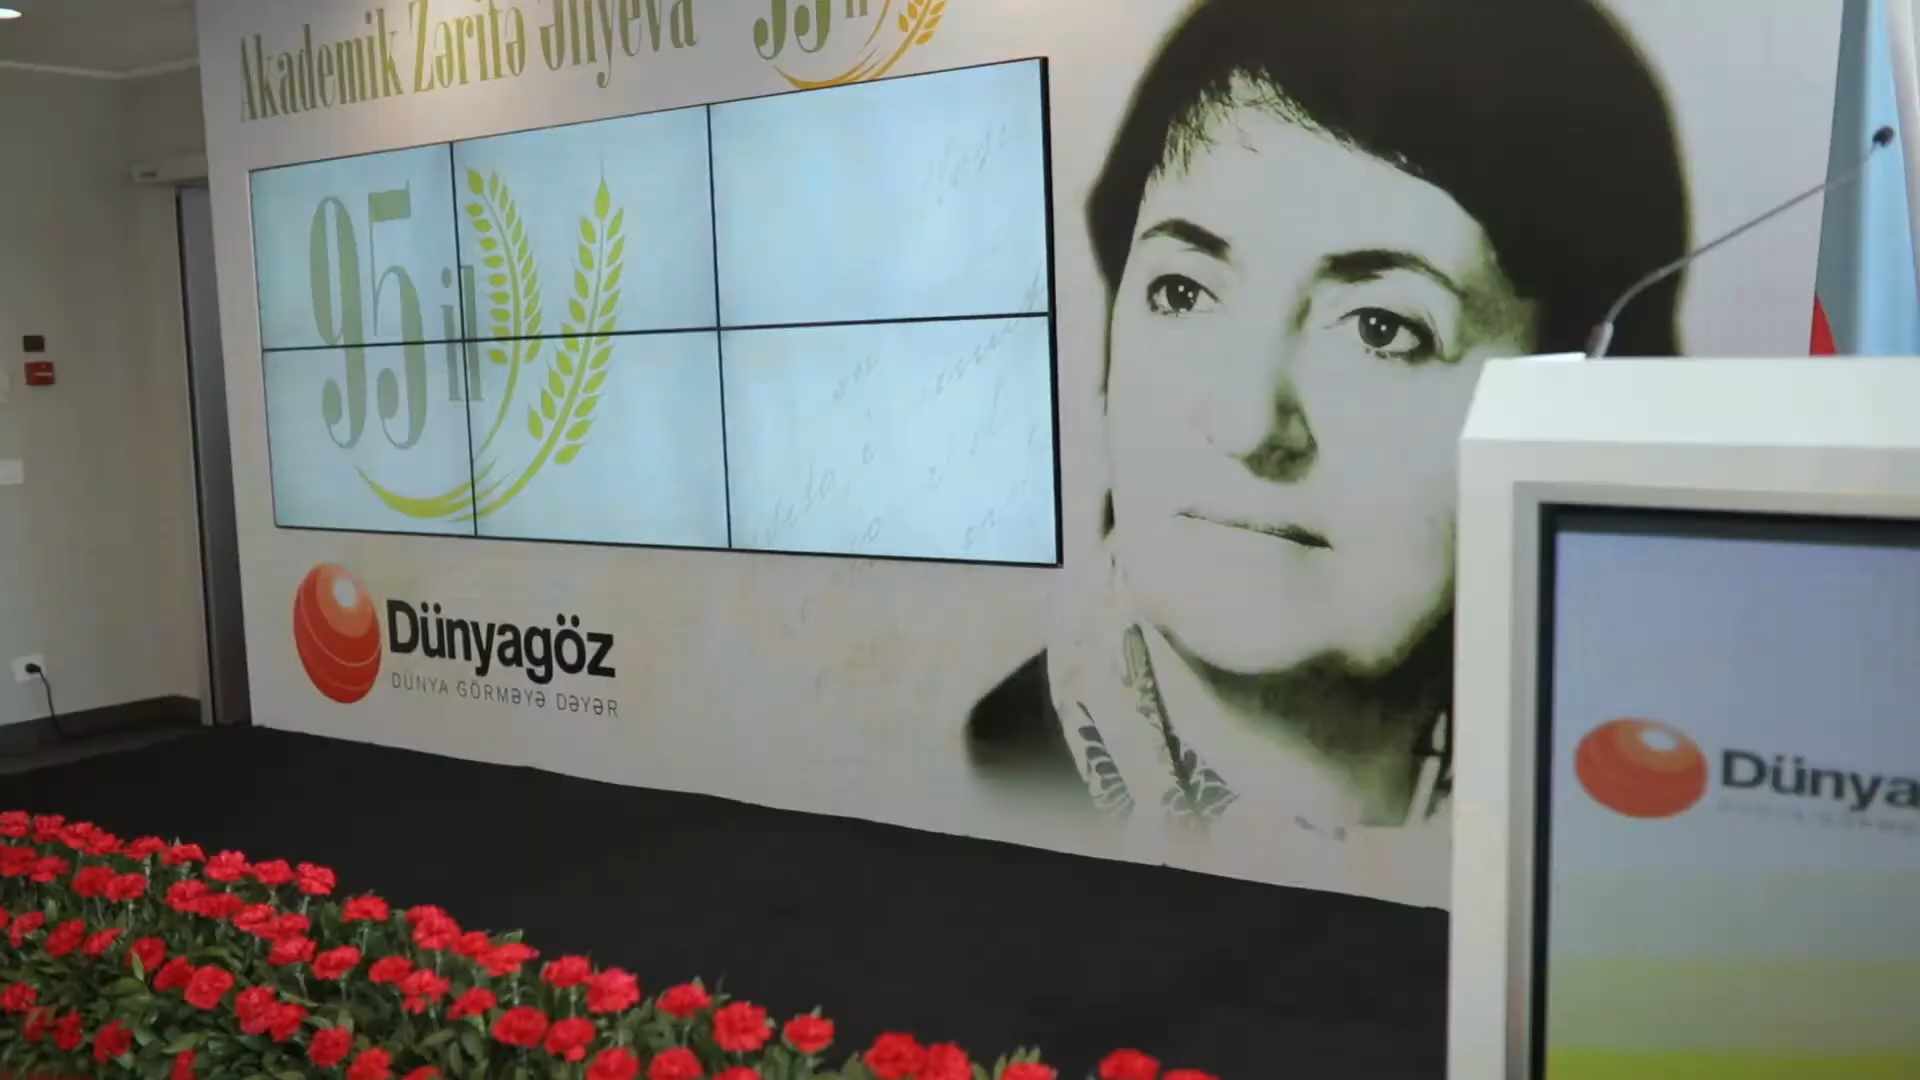 Akademik Zərifə Əliyeva 95 il
95 il
Dünyagöz
DÜNYA GÖRMƏYƏ DƏYƏR
Dünya